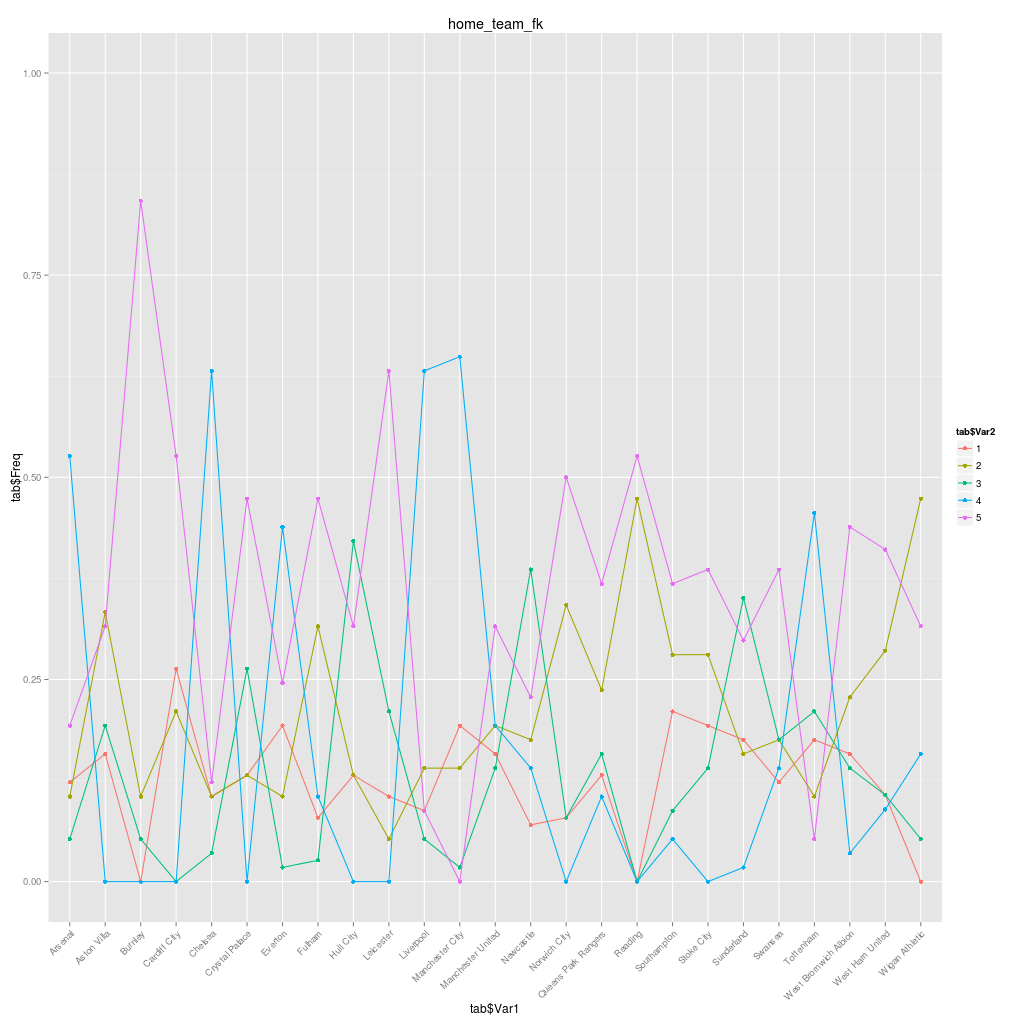 home_team_fk
1.00
0.75
0.50
0.25
0.00
tab$Freq
Arsenal
Aston Villa
Burnley
Cardiff City
Chelsea
Crystal Palace
Everton
Fulham
Hull City
Leicester
Liverpool
Manchester City
Manchester United
Newcastle
Norwich City
Queens Park Rangers
Reading
Southampton
Stoke City
Sunderland
Swansea
Tottenham
West Bromwich Albion
West Ham United
Wigan Athletic
tab$Var1
tab$Var2
1
2
3
4
5